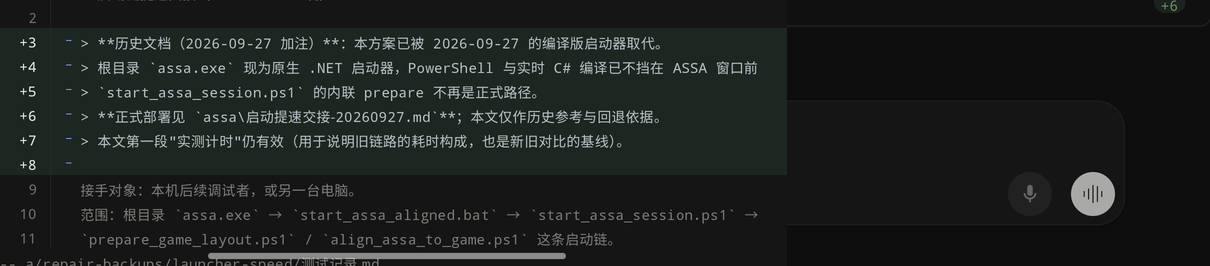 +6
2
+3 - > **历史文档（2026-09-27 加注）**：本方案已被 2026-09-27 的编译版启动器取代。
+4 - > 根目录 `assa.exe` 现为原生 .NET 启动器，PowerShell 与实时 C# 编译已不挡在 ASSA 窗口前
+5 - > `start_assa_session.ps1` 的内联 prepare 不再是正式路径。
+6 - > **正式部署见 `assa\启动提速交接-20260927.md`**；本文仅作历史参考与回退依据。
+7 - > 本文第一段"实测计时"仍有效（用于说明旧链路的耗时构成，也是新旧对比的基线）。
+8 -
9 接手对象：本机后续调试者，或另一台电脑。
10 范围：根目录 `assa.exe` → `start_assa_aligned.bat` → `start_assa_session.ps1` →
11 `prepare_game_layout.ps1` / `align_assa_to_game.ps1` 这条启动链。
-- a/repair-backups/launcher-speed/测试记录.md